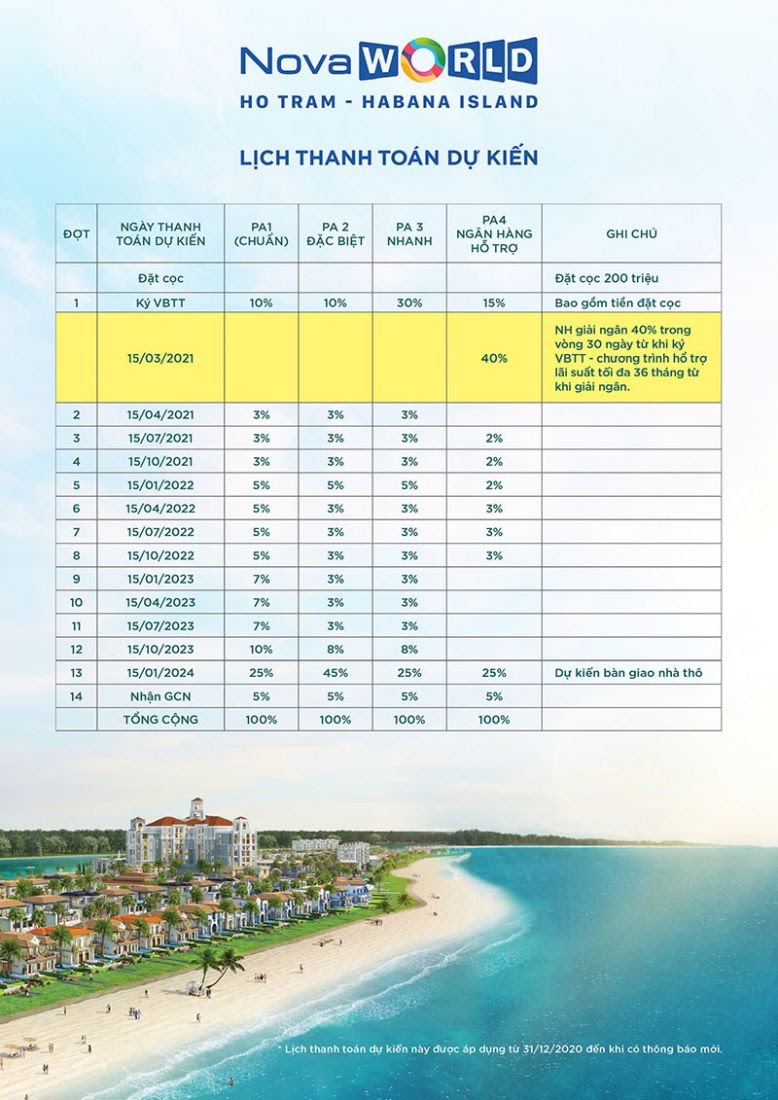 Nova WORLD
HO TRAM - HABANA ISLAND
LỊCH THANH TOÁN DỰ KIẾN
ĐỢT NGÀY THANH TOÁN DỰ KIẾN PA1 (CHUẨN) PA 2 ĐẶC BIỆT PA 3 NHANH PA4 NGÂN HÀNG HỖ TRỢ GHI CHÚ
Đặt cọc Đặt cọc 200 triệu
1 Ký VBTT 10% 10% 30% 15% Bao gồm tiền đặt cọc
15/03/2021 40% NH giải ngân 40% trong
vòng 30 ngày từ khi ký
VBTT - chương trình hỗ trợ
lãi suất tối đa 36 tháng từ
khi giải ngân.
2 15/04/2021 3% 3% 3%
3 15/07/2021 3% 3% 3% 2%
4 15/10/2021 3% 3% 3% 2%
5 15/01/2022 5% 5% 5% 2%
6 15/04/2022 5% 3% 3% 3%
7 15/07/2022 5% 3% 3% 3%
8 15/10/2022 5% 3% 3% 3%
9 15/01/2023 7% 3% 3%
10 15/04/2023 7% 3% 3%
11 15/07/2023 7% 3% 3%
12 15/10/2023 10% 8% 8%
13 15/01/2024 25% 45% 25% 25% Dự kiến bàn giao nhà thô
14 Nhận GCN 5% 5% 5% 5%
TỔNG CỘNG 100% 100% 100% 100%
* Lịch thanh toán dự kiến này được áp dụng từ 31/12/2020 đến khi có thông báo mới.